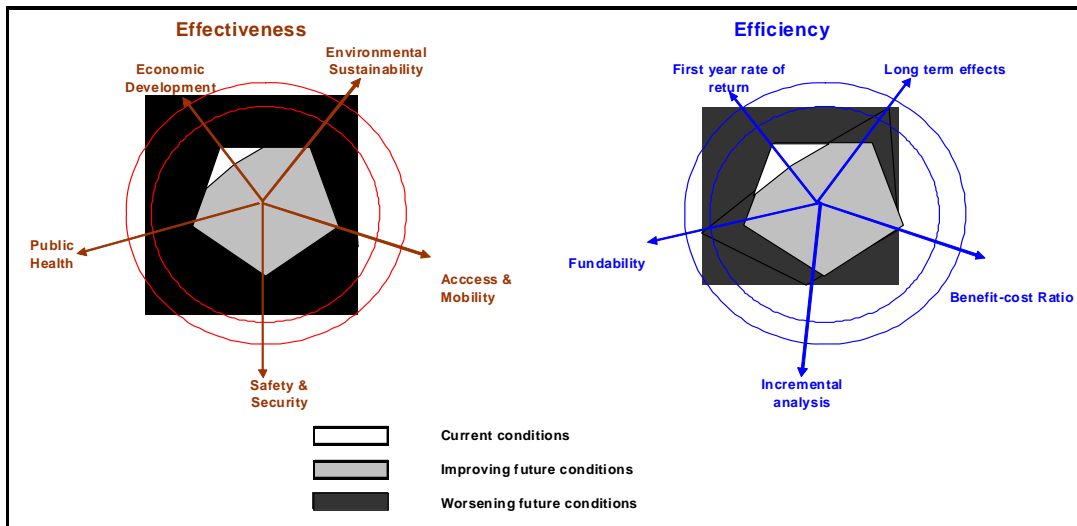 Effectiveness
Economic
Development
Environmental
Sustainability
Public
Health
Acccess &
Mobility
Safety &
Security
Efficiency
First year rate of
return
Long term effects
Fundability
Benefit-cost Ratio
Incremental
analysis
Current conditions
Improving future conditions
Worsening future conditions